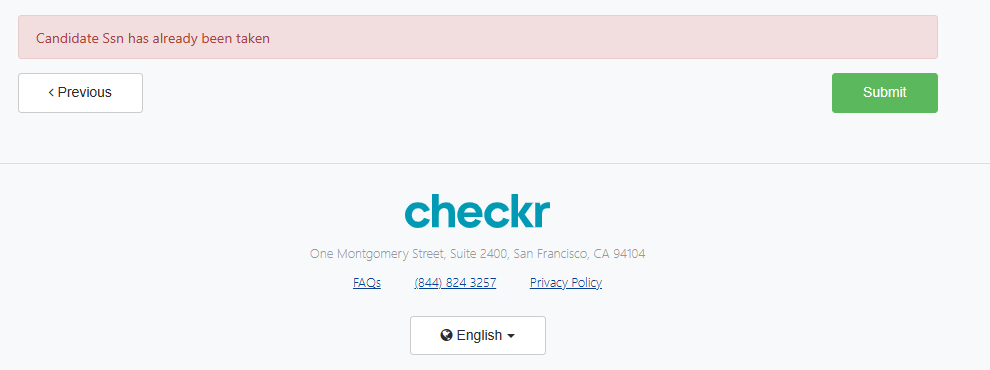 Candidate Ssn has already been taken
‹ Previous
Submit
checkr
One Montgomery Street, Suite 2400, San Francisco, CA 94104
FAQs (844) 824 3257 Privacy Policy
English